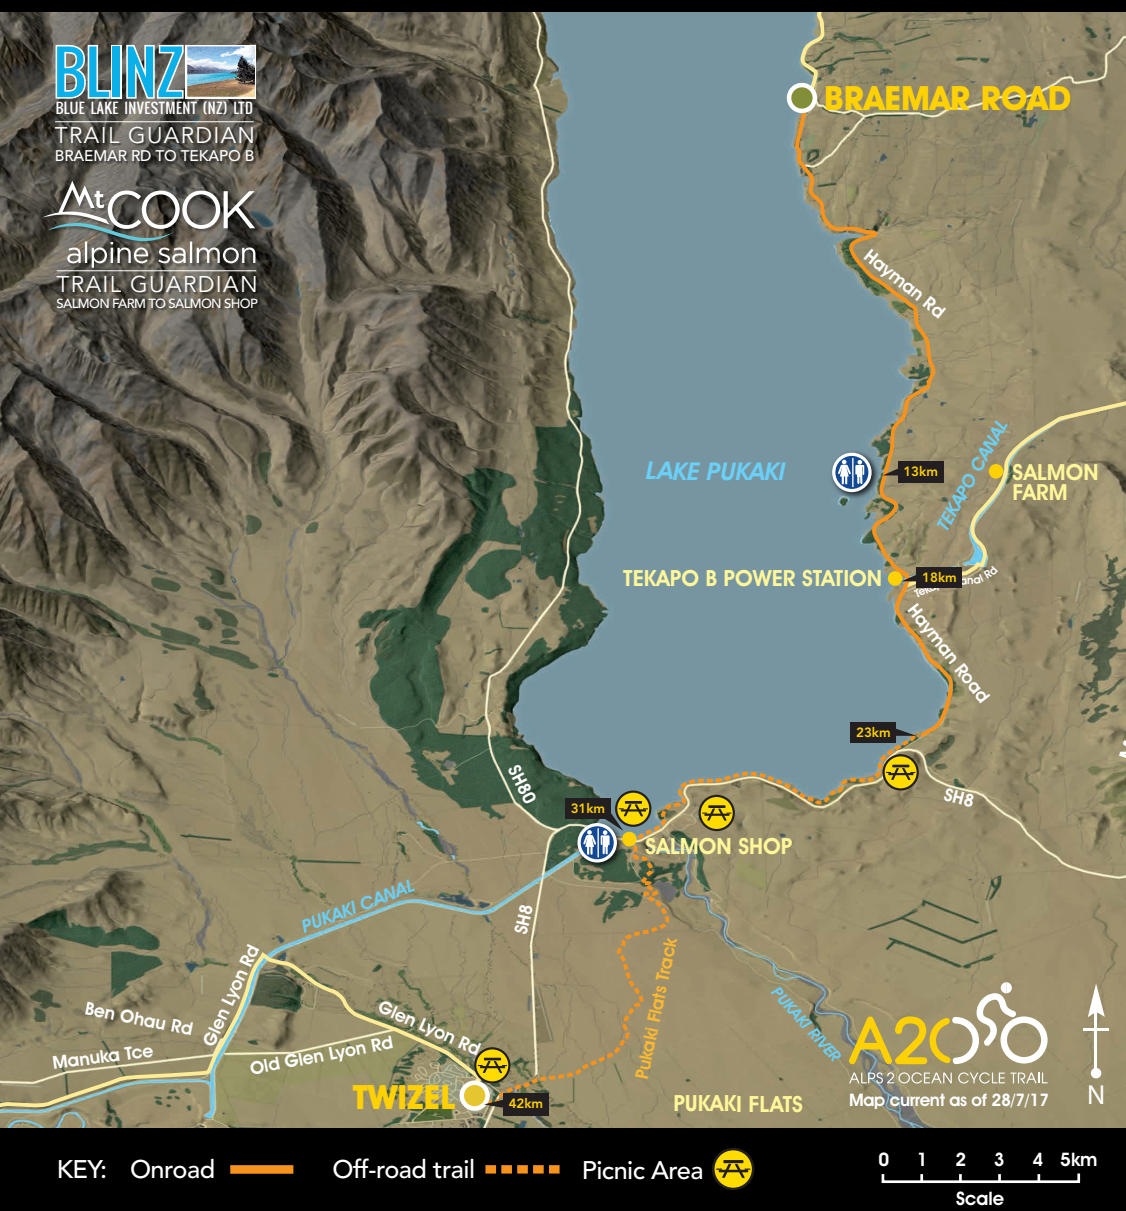 BLINZ
BLUE LAKE INVESTMENT (NZ) LTD
TRAIL GUARDIAN
BRAEMAR RD TO TEKAPO B
Mt COOK
alpine salmon
TRAIL GUARDIAN
SALMON FARM TO SALMON SHOP
BRAEMAR ROAD
Hayman Rd
LAKE PUKAKI
13km
TEKAPO CANAL
SALMON
FARM
TEKAPO B POWER STATION
18km
Hayman Road
23km
SH80
SH8
31km
SALMON SHOP
PUKAKI CANAL
SH8
Glen Lyon Rd
Pukaki Flats Track
PUKAKI RIVER
Ben Ohau Rd
Glen Lyon Rd
Manuka Tce
Old Glen Lyon Rd
TWIZEL
42km
PUKAKI FLATS
A2O
ALPS 2 OCEAN CYCLE TRAIL
Map current as of 28/7/17
N
KEY: Onroad Off-road trail Picnic Area
0 1 2 3 4 5km
Scale